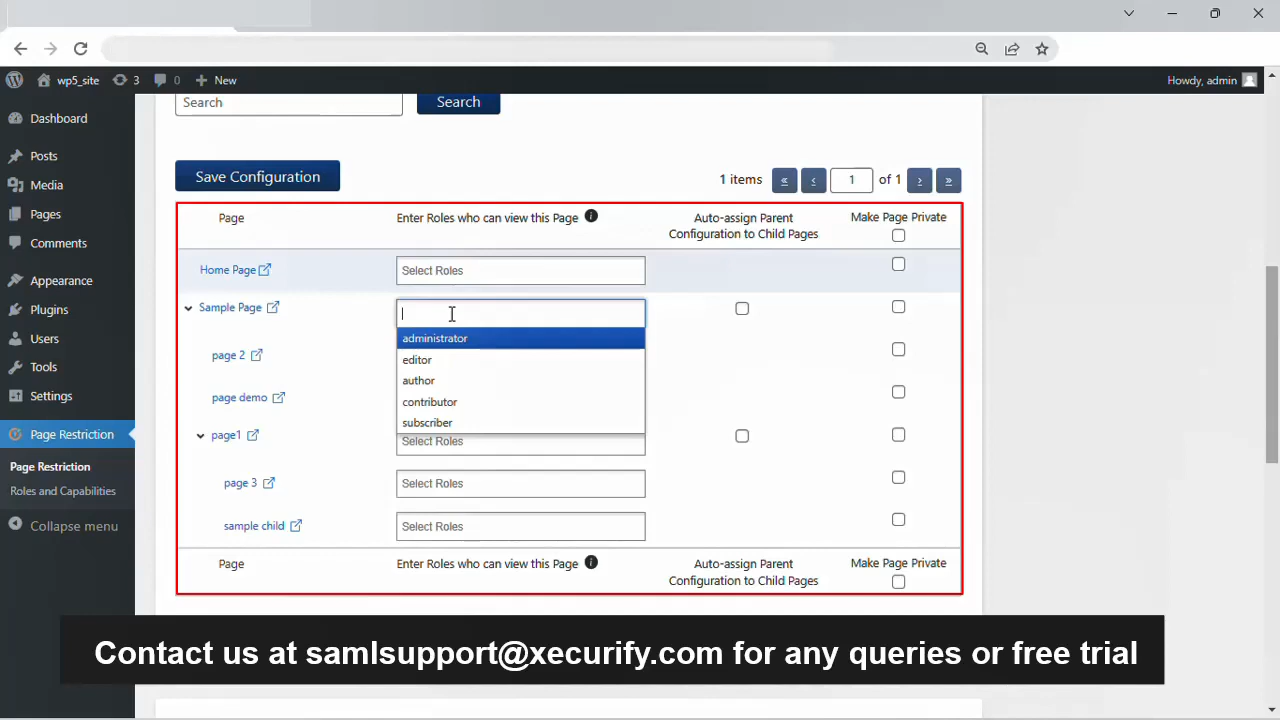 wp5_site 3 0 New Howdy, admin
Dashboard
Posts
Media
Pages
Comments
Appearance
Plugins
Users
Tools
Settings
Page Restriction
Page Restriction
Roles and Capabilities
Collapse menu
Search Search
Save Configuration 1 items « ‹ 1 of 1 › »
Page Enter Roles who can view this Page Auto-assign Parent Make Page Private
Configuration to Child Pages
Home Page Select Roles
Sample Page
administrator
page 2
editor
author
page demo
contributor
subscriber
page1 Select Roles
page 3 Select Roles
sample child Select Roles
Page Enter Roles who can view this Page Auto-assign Parent Make Page Private
Configuration to Child Pages
Contact us at samlsupport@xecurify.com for any queries or free trial